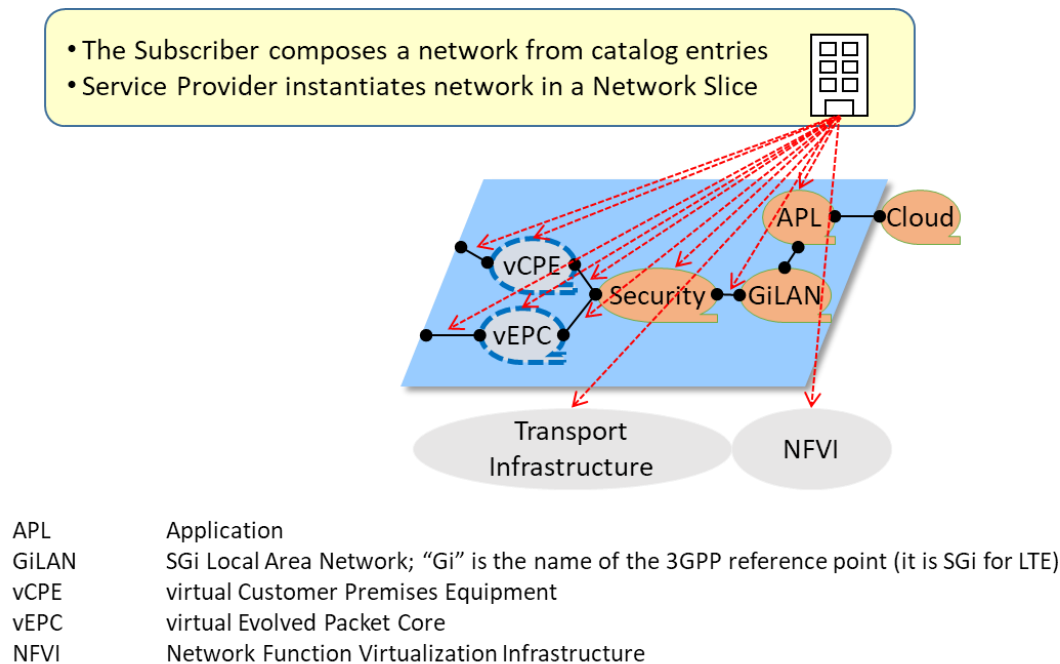 • The Subscriber composes a network from catalog entries
• Service Provider instantiates network in a Network Slice
APL
Cloud
vCPE
Security
GiLAN
vEPC
Transport
Infrastructure
NFVI
APL Application
GiLAN SGi Local Area Network; “Gi” is the name of the 3GPP reference point (it is SGi for LTE)
vCPE virtual Customer Premises Equipment
vEPC virtual Evolved Packet Core
NFVI Network Function Virtualization Infrastructure